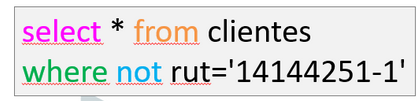 select * from clientes
where not rut='14144251-1'